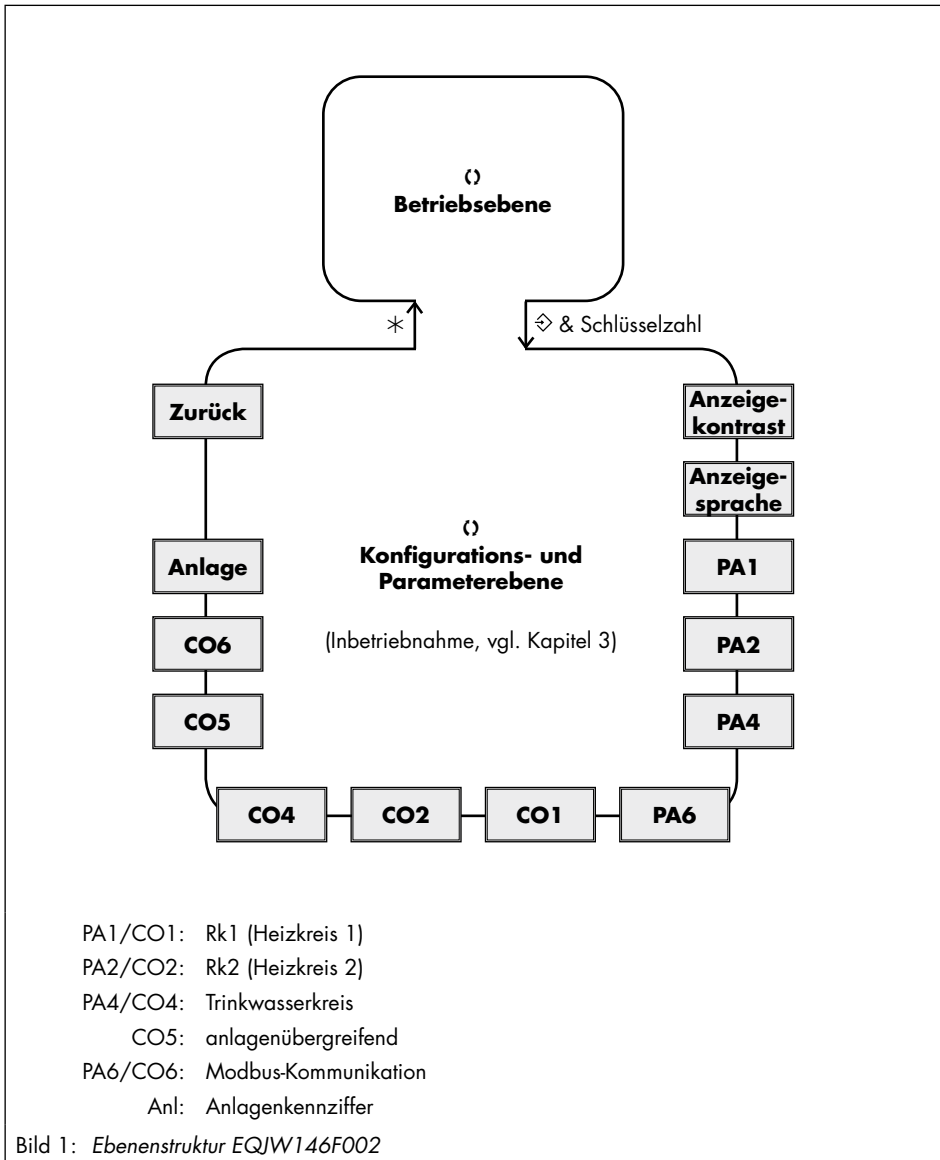 Betriebsebene
& Schlüsselzahl
Zurück
Anzeige-
kontrast
Anzeige-
sprache
Konfigurations- und
Parameterebene
Anlage
PA1
(Inbetriebnahme, vgl. Kapitel 3)
CO6
PA2
CO5
PA4
CO4
CO2
CO1
PA6
PA1/CO1: Rk1 (Heizkreis 1)
PA2/CO2: Rk2 (Heizkreis 2)
PA4/CO4: Trinkwasserkreis
CO5: anlagenübergreifend
PA6/CO6: Modbus-Kommunikation
Anl: Anlagenkennziffer
Bild 1: Ebenenstruktur EQJW146F002